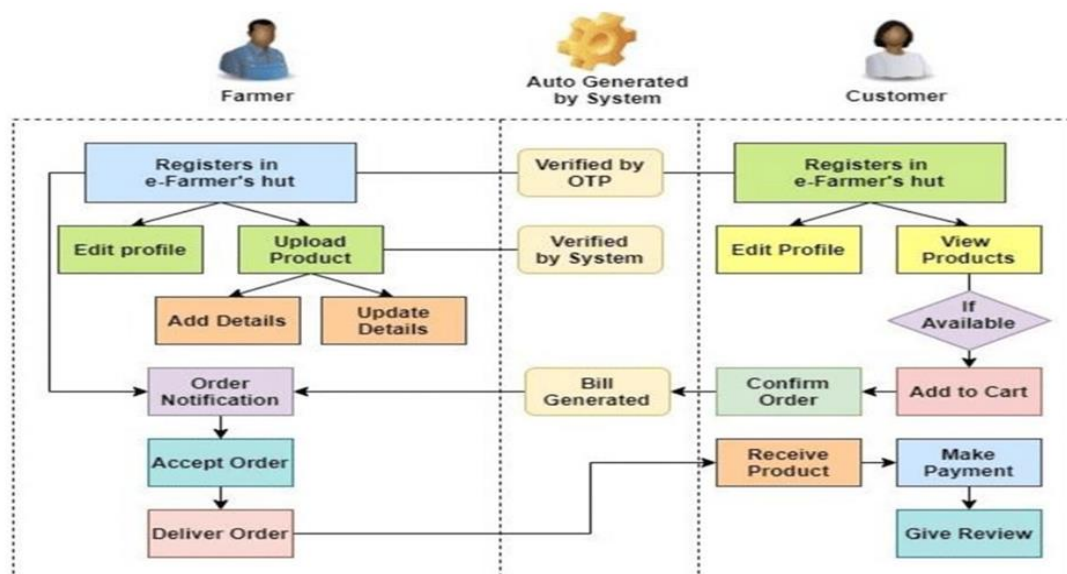 Farmer
Auto Generated
by System
Customer
Registers in
e-Farmer's hut
Verified by
OTP
Registers in
e-Farmer's hut
Edit profile
Upload
Product
Verified
by System
Edit Profile
View
Products
Add Details
Update
Details
If
Available
Order
Notification
Bill
Generated
Confirm
Order
Add to Cart
Accept Order
Receive
Product
Make
Payment
Deliver Order
Give Review